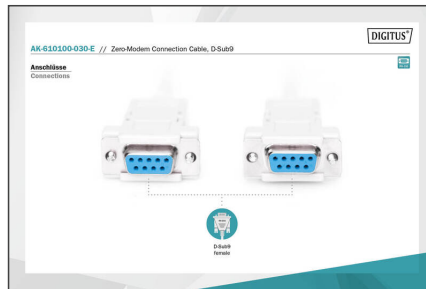 DIGITUS®
AK-610100-030-E // Zero-Modem Connection Cable, D-Sub9
Anschlüsse
Connections
D-Sub9
female